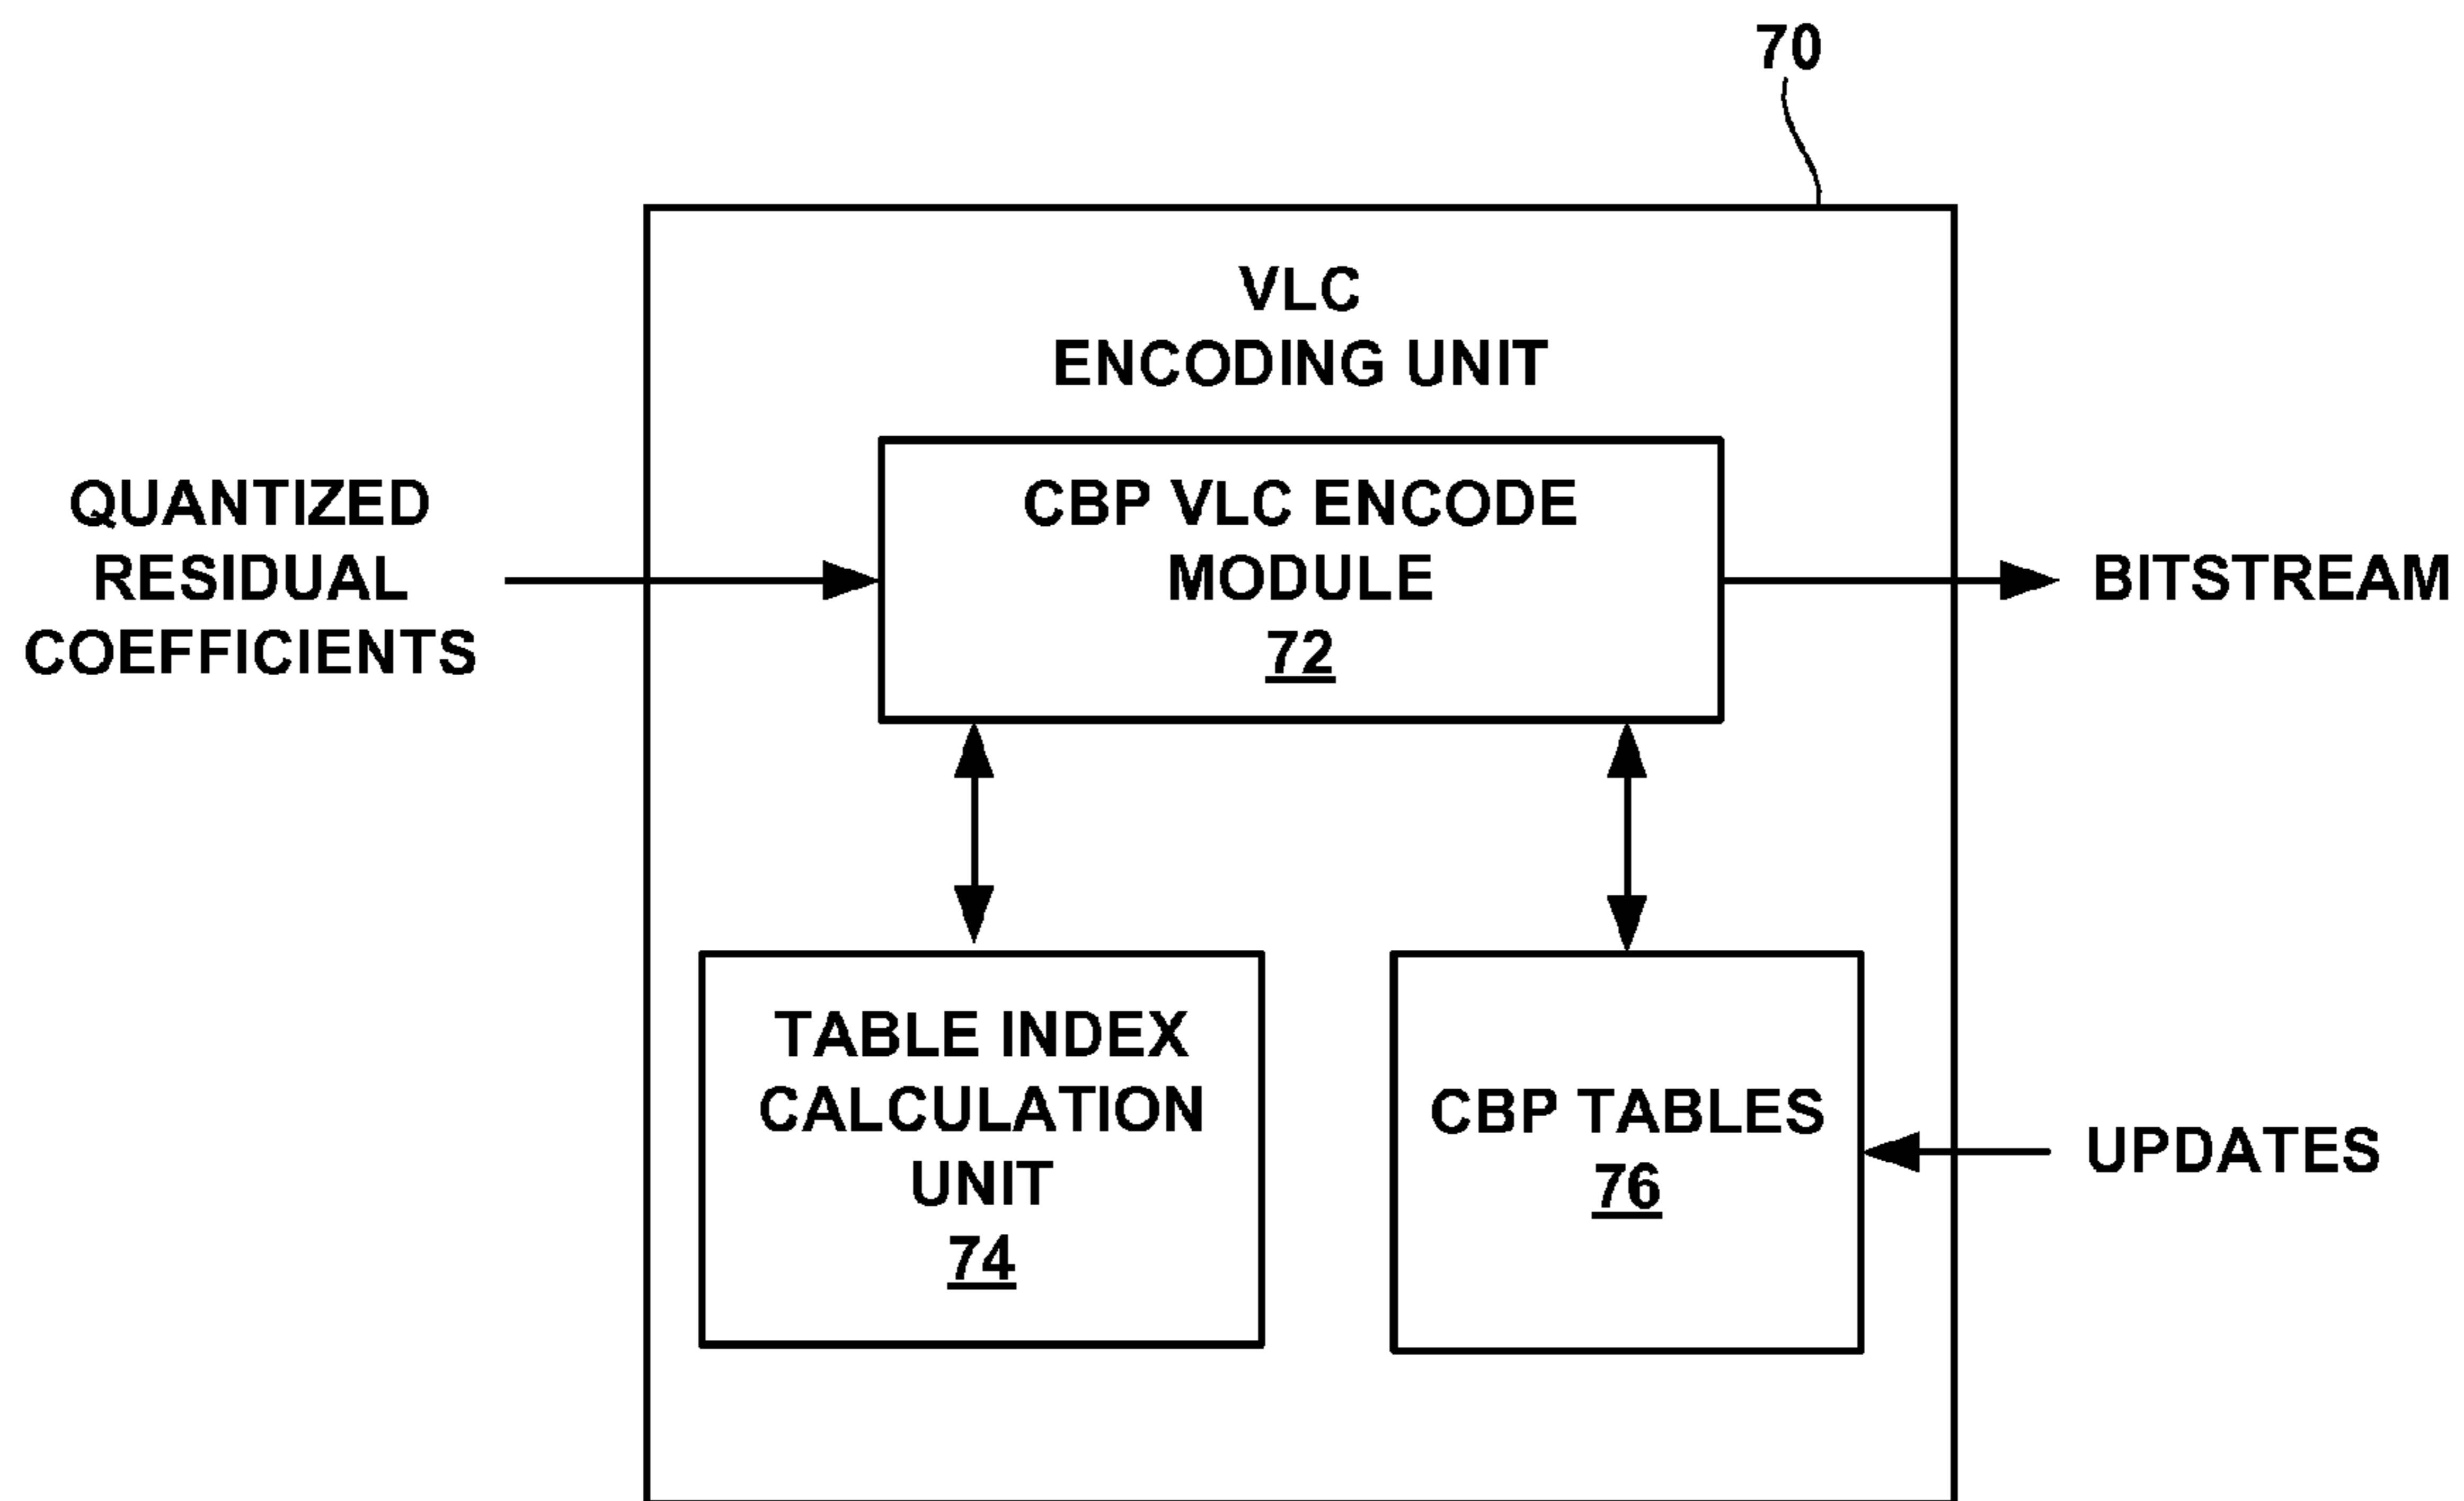 70
VLC
ENCODING UNIT
QUANTIZED
RESIDUAL
COEFFICIENTS
CBP VLC ENCODE
MODULE
72
BITSTREAM
TABLE INDEX
CALCULATION
UNIT
74
CBP TABLES
76
UPDATES